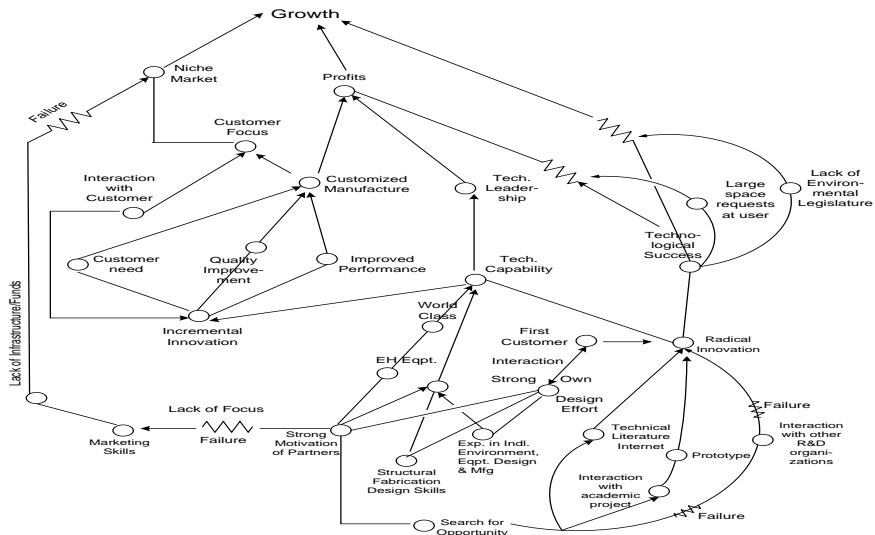 Growth
Niche
Market
Profits
Failure
Customer
Focus
Interaction
with
Customer
Customized
Manufacture
Tech.
Leader-
ship
Large
space
requests
at user
Lack of
Environ-
mental
Legislature
Techno-
logical
Success
Customer
need
Quality
Improve-
ment
Improved
Performance
Tech.
Capability
World
Class
Incremental
Innovation
First
Customer
Radical
Innovation
Lack of Infrastructure/Funds
EH Eqpt.
Interaction
Strong Own
Design
Effort
Lack of Focus
Failure
Marketing
Skills
Strong
Motivation
of Partners
Structural
Fabrication
Design Skills
Exp. in Indl.
Environment,
Eqpt. Design
& Mfg
Technical
Literature
Internet
Prototype
Failure
Interaction
with other
R&D
organi-
zations
Interaction
with
academic
project
Failure
Search for
Opportunity